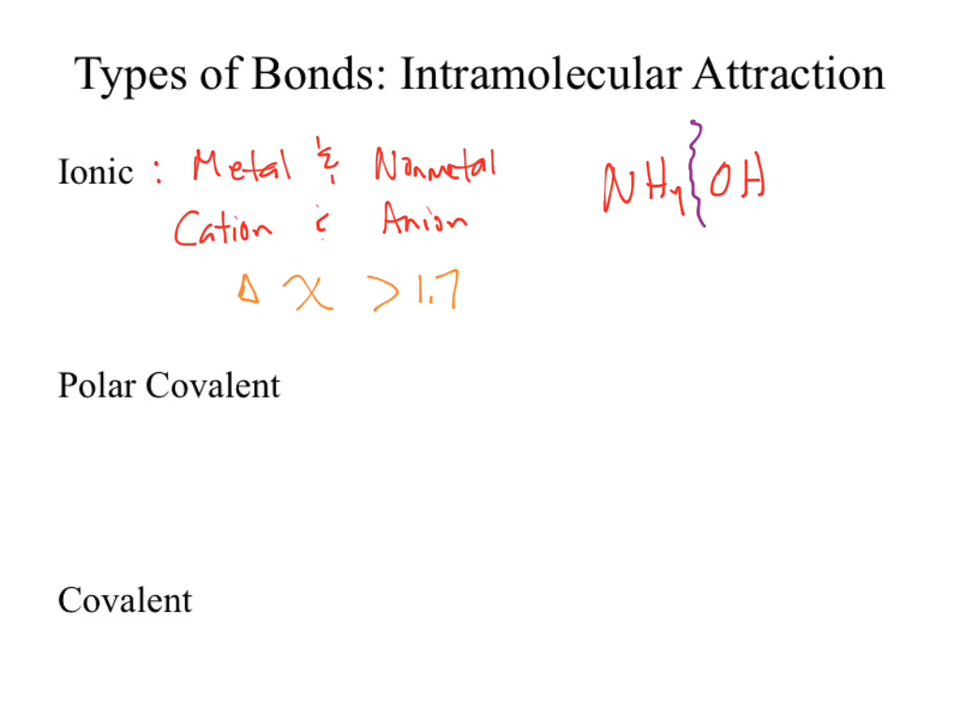 Types of Bonds: Intramolecular Attraction
Ionic : Metal & Nonmetal
Cation & Anion
Δ χ > 1.7
NH4 { OH
Polar Covalent
Covalent